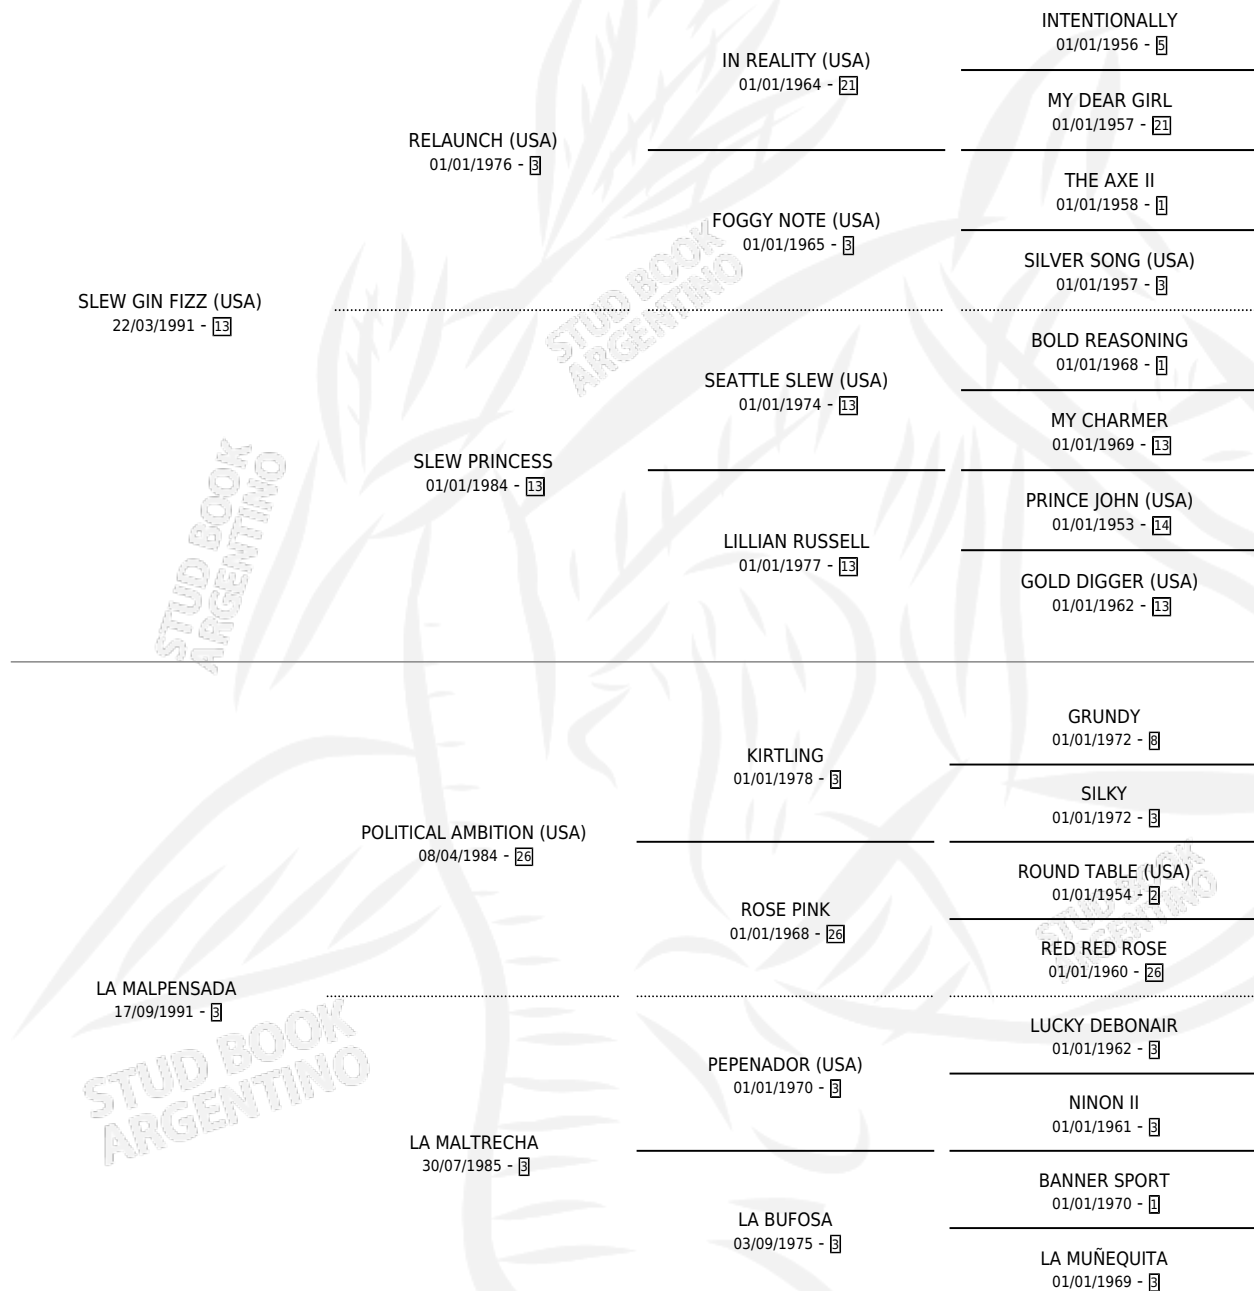 INTENTIONALLY
01/01/1956 - 5
IN REALITY (USA)
01/01/1964 - 21
MY DEAR GIRL
01/01/1957 - 21
RELAUNCH (USA)
01/01/1976 - 3
THE AXE II
01/01/1958 - 1
FOGGY NOTE (USA)
01/01/1965 - 3
SILVER SONG (USA)
01/01/1957 - 3
SLEW GIN FIZZ (USA)
22/03/1991 - 13
BOLD REASONING
01/01/1968 - 1
SEATTLE SLEW (USA)
01/01/1974 - 13
MY CHARMER
01/01/1969 - 13
SLEW PRINCESS
01/01/1984 - 13
PRINCE JOHN (USA)
01/01/1953 - 14
LILLIAN RUSSELL
01/01/1977 - 13
GOLD DIGGER (USA)
01/01/1962 - 13
GRUNDY
01/01/1972 - 8
KIRTLING
01/01/1978 - 3
SILKY
01/01/1972 - 3
POLITICAL AMBITION (USA)
08/04/1984 - 26
ROUND TABLE (USA)
01/01/1954 - 2
ROSE PINK
01/01/1968 - 26
RED RED ROSE
01/01/1960 - 26
LA MALPENSADA
17/09/1991 - 3
LUCKY DEBONAIR
01/01/1962 - 3
PEPENADOR (USA)
01/01/1970 - 3
NINON II
01/01/1961 - 3
LA MALTRECHA
30/07/1985 - 3
BANNER SPORT
01/01/1970 - 1
LA BUFOSA
03/09/1975 - 3
LA MUÑEQUITA
01/01/1969 - 3
STUD BOOK
ARGENTINO
STUD BOOK
ARGENTINO
STUD BOOK
ARGENTINO
STUD BOOK
ARGENTINO